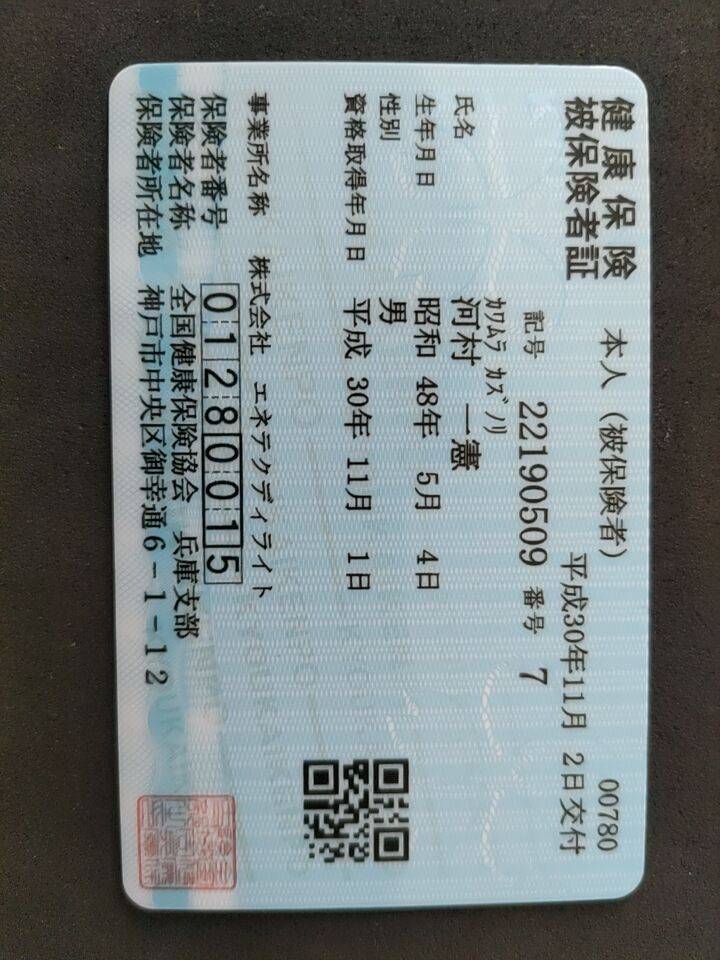 健康保険
被保険者証
本人（被保険者）
00780
平成30年11月 2日交付
記号 22190509 番号 7
ｶﾜﾑﾗ ｶｽﾞﾉﾘ
氏名 河村 一憲
生年月日 昭和 48年 5月 4日
性別 男
資格取得年月日 平成 30年 11月 1日
事業所名称 株式会社 エネテクディライト
保険者番号 01280015
保険者名称 全国健康保険協会 兵庫支部
保険者所在地 神戸市中央区御幸通6-1-12